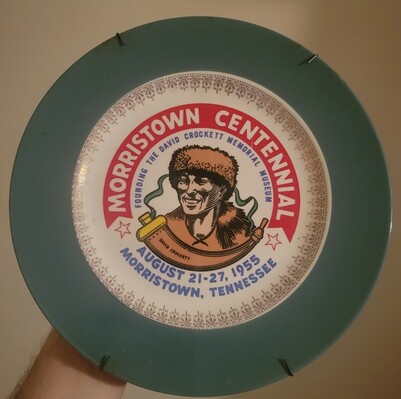 MORRISTOWN CENTENNIAL
FOUNDING THE DAVID CROCKETT MEMORIAL MUSEUM
DAVID CROCKETT
AUGUST 21-27, 1955
MORRISTOWN, TENNESSEE